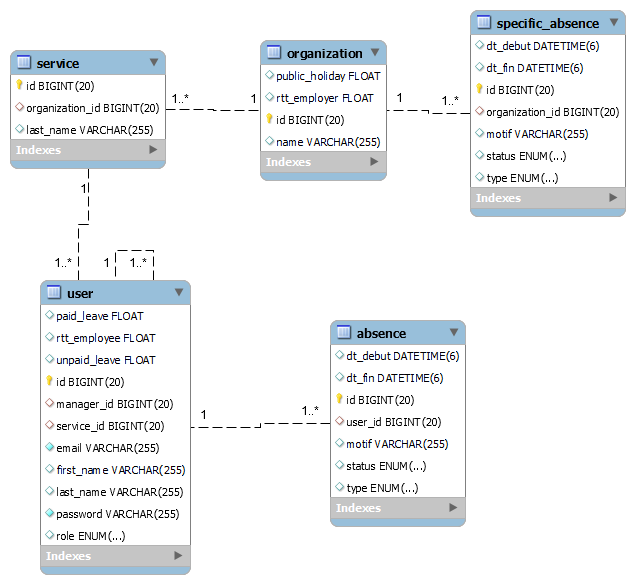 service
id BIGINT(20)
organization_id BIGINT(20)
last_name VARCHAR(255)
Indexes
1..*
1
organization
public_holiday FLOAT
rtt_employer FLOAT
id BIGINT(20)
name VARCHAR(255)
Indexes
1
1..*
specific_absence
dt_debut DATETIME(6)
dt_fin DATETIME(6)
id BIGINT(20)
organization_id BIGINT(20)
motif VARCHAR(255)
status ENUM(...)
type ENUM(...)
Indexes
1
1..*
1
1..*
user
paid_leave FLOAT
rtt_employee FLOAT
unpaid_leave FLOAT
id BIGINT(20)
manager_id BIGINT(20)
service_id BIGINT(20)
email VARCHAR(255)
first_name VARCHAR(255)
last_name VARCHAR(255)
password VARCHAR(255)
role ENUM(...)
Indexes
1
1..*
absence
dt_debut DATETIME(6)
dt_fin DATETIME(6)
id BIGINT(20)
user_id BIGINT(20)
motif VARCHAR(255)
status ENUM(...)
type ENUM(...)
Indexes